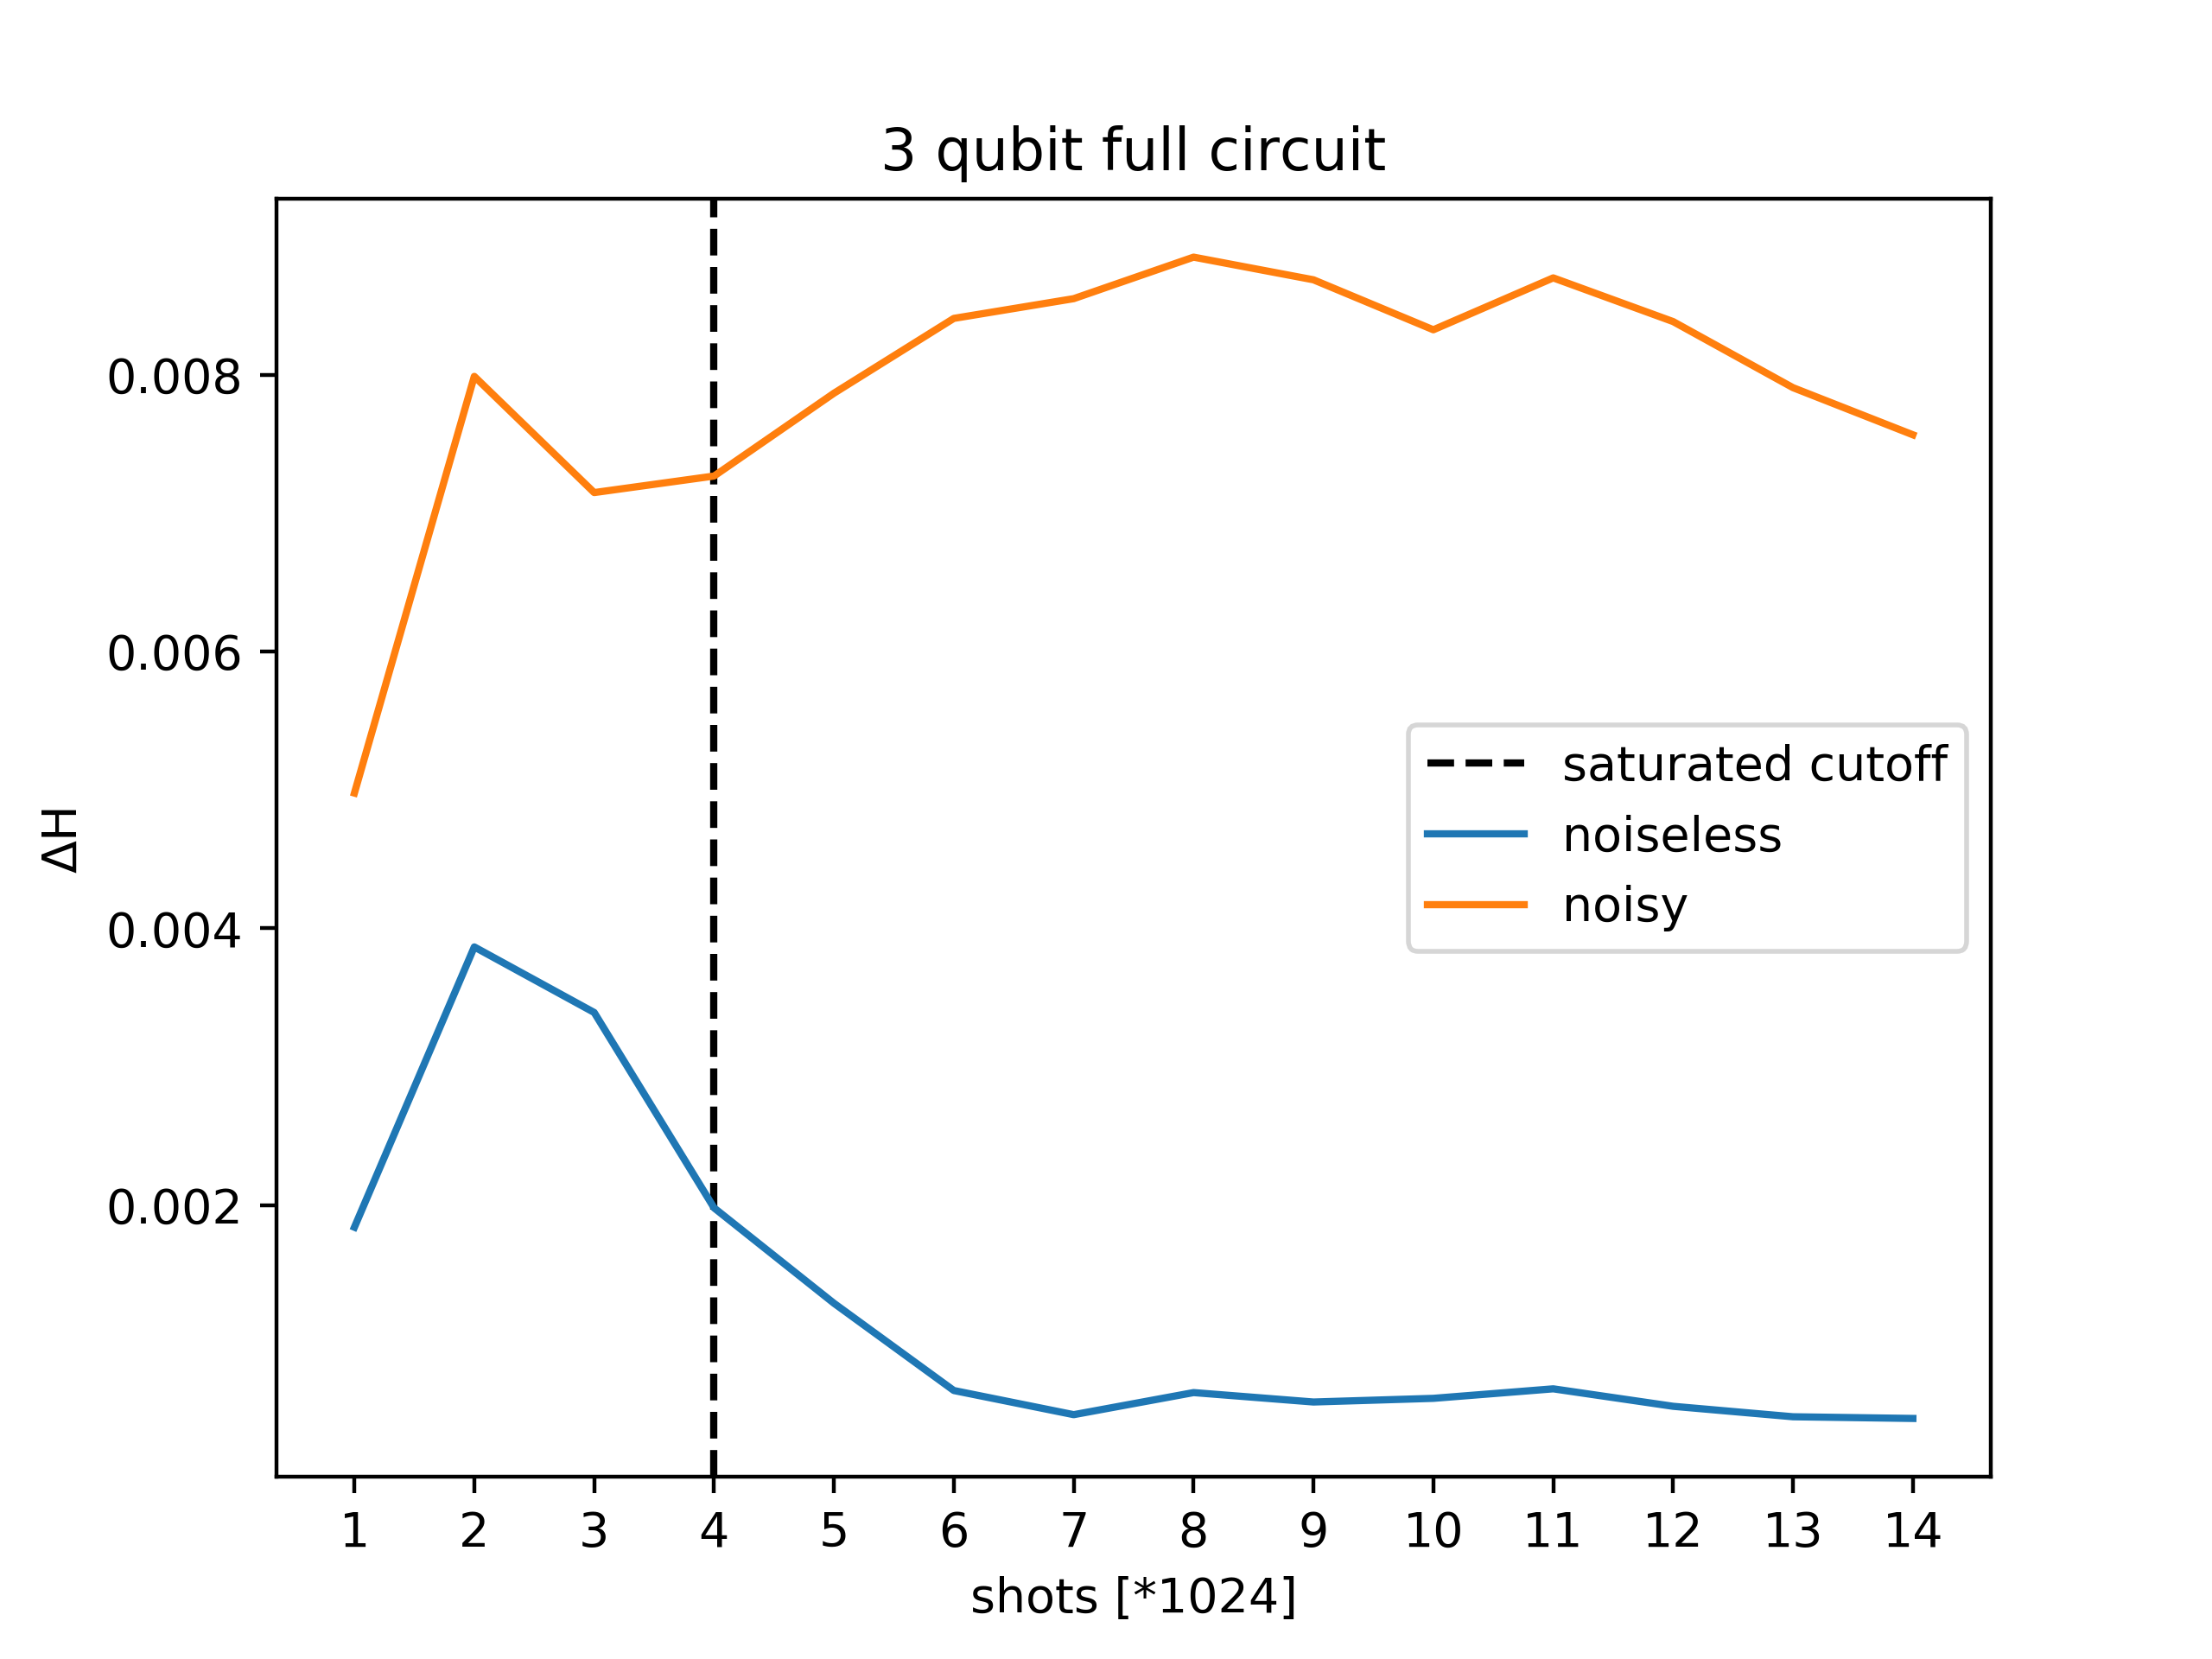 3 qubit full circuit
0.008
0.006
0.004
0.002
ΔH
saturated cutoff
noiseless
noisy
1 2 3 4 5 6 7 8 9 10 11 12 13 14
shots [*1024]